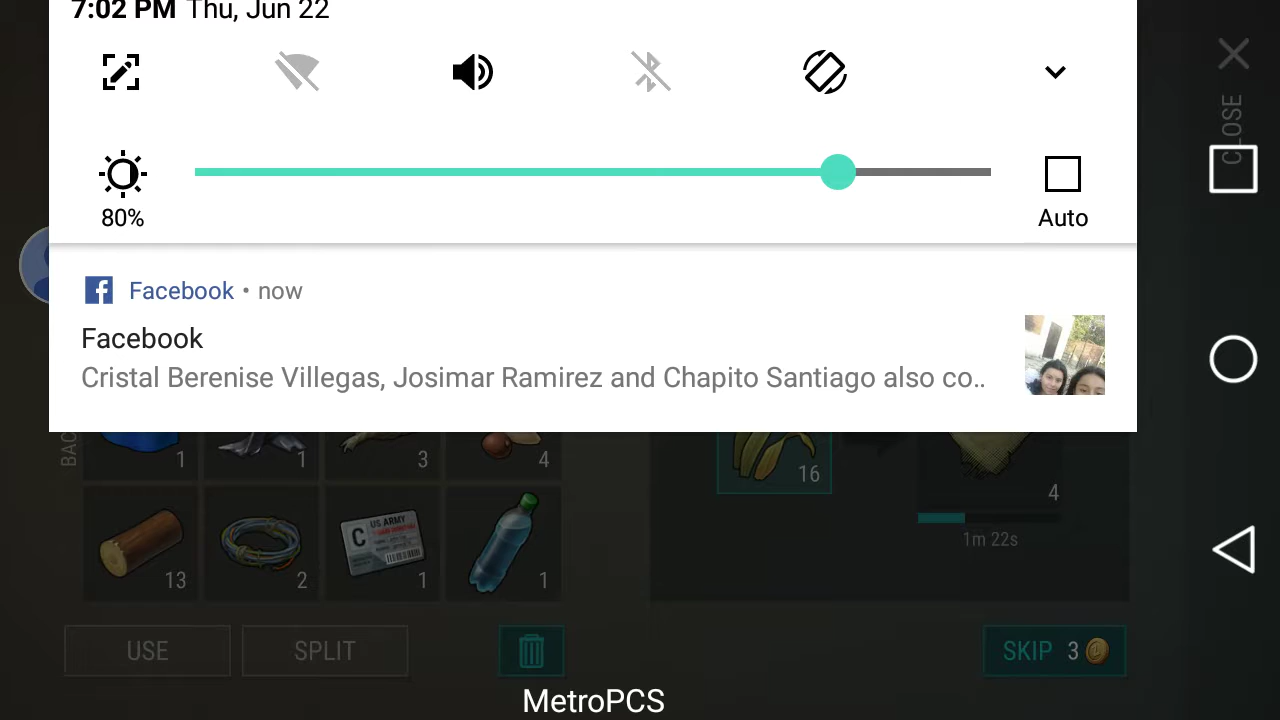 7:02 PM Thu, Jun 22
CLOSE
80%
Auto
Facebook • now
Facebook
Cristal Berenise Villegas, Josimar Ramirez and Chapito Santiago also co..
BAC
1
1
3
4
16
4
1m 22s
C US ARMY
13
2
1
1
USE
SPLIT
SKIP 3
MetroPCS